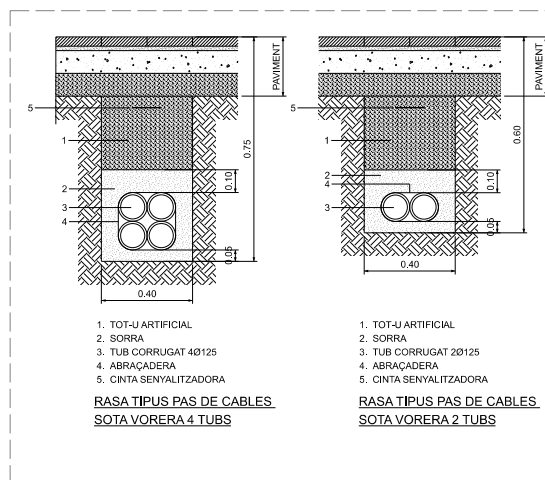 PAVIMENT
5
1
0.75
2
0.10
3
4
0.05
0.40
1. TOT-U ARTIFICIAL
2. SORRA
3. TUB CORRUGAT 4Ø125
4. ABRAÇADERA
5. CINTA SENYALITZADORA
RASA TIPUS PAS DE CABLES
SOTA VORERA 4 TUBS
PAVIMENT
5
1
0.60
2
4
0.10
3
0.05
0.40
1. TOT-U ARTIFICIAL
2. SORRA
3. TUB CORRUGAT 2Ø125
4. ABRAÇADERA
5. CINTA SENYALITZADORA
RASA TIPUS PAS DE CABLES
SOTA VORERA 2 TUBS